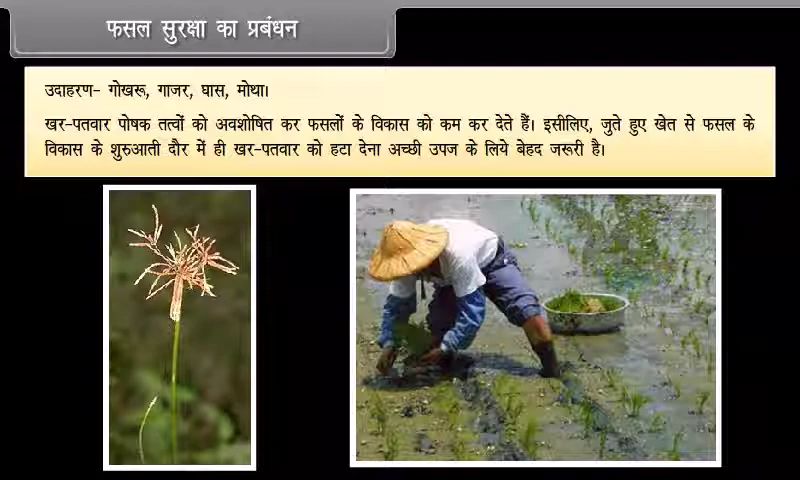 फसल सुरक्षा का प्रबंधन
उदाहरण- गोखरू, गाजर, घास, मोथा।
खर-पतवार पोषक तत्वों को अवशोषित कर फसलों के विकास को कम कर देते हैं। इसीलिए, जुते हुए खेत से फसल के
विकास के शुरुआती दौर में ही खर-पतवार को हटा देना अच्छी उपज के लिये बेहद जरूरी है।